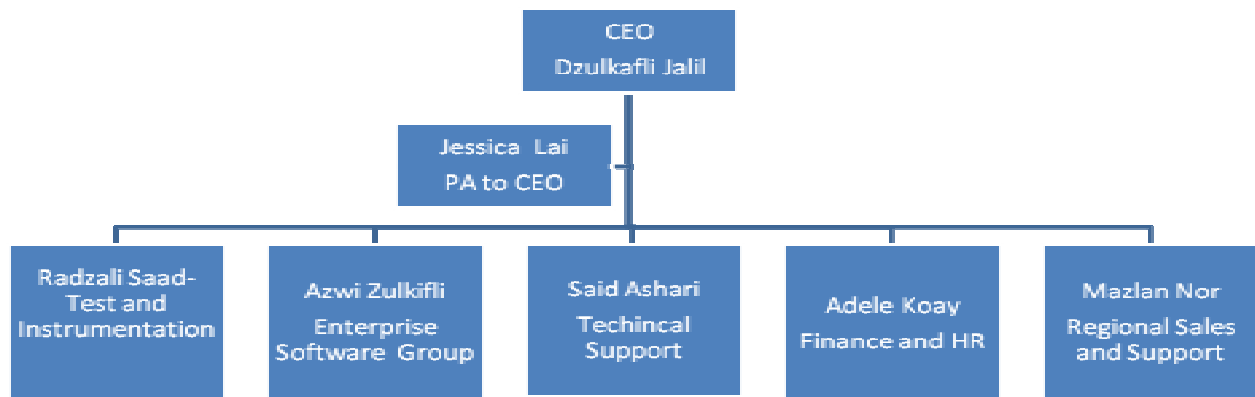 CEO
Dzulkafli Jalil
Jessica Lai
PA to CEO
Radzali Saad-
Test and
Instrumentation
Azwi Zulkifli
Enterprise
Software Group
Said Ashari
Techincal
Support
Adele Koay
Finance and HR
Mazlan Nor
Regional Sales
and Support